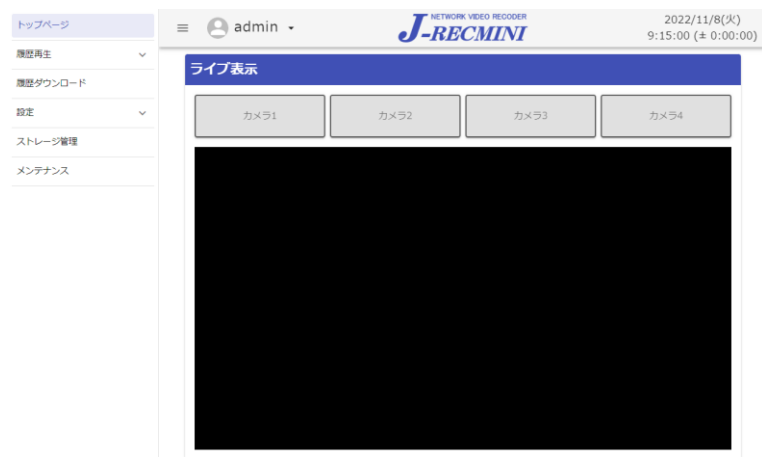 トップページ
履歴再生
履歴ダウンロード
設定
ストレージ管理
メンテナンス
admin
NETWORK VIDEO RECODER
J-RECMINI
2022/11/8(火)
9:15:00 (± 0:00:00)
ライブ表示
カメラ1
カメラ2
カメラ3
カメラ4